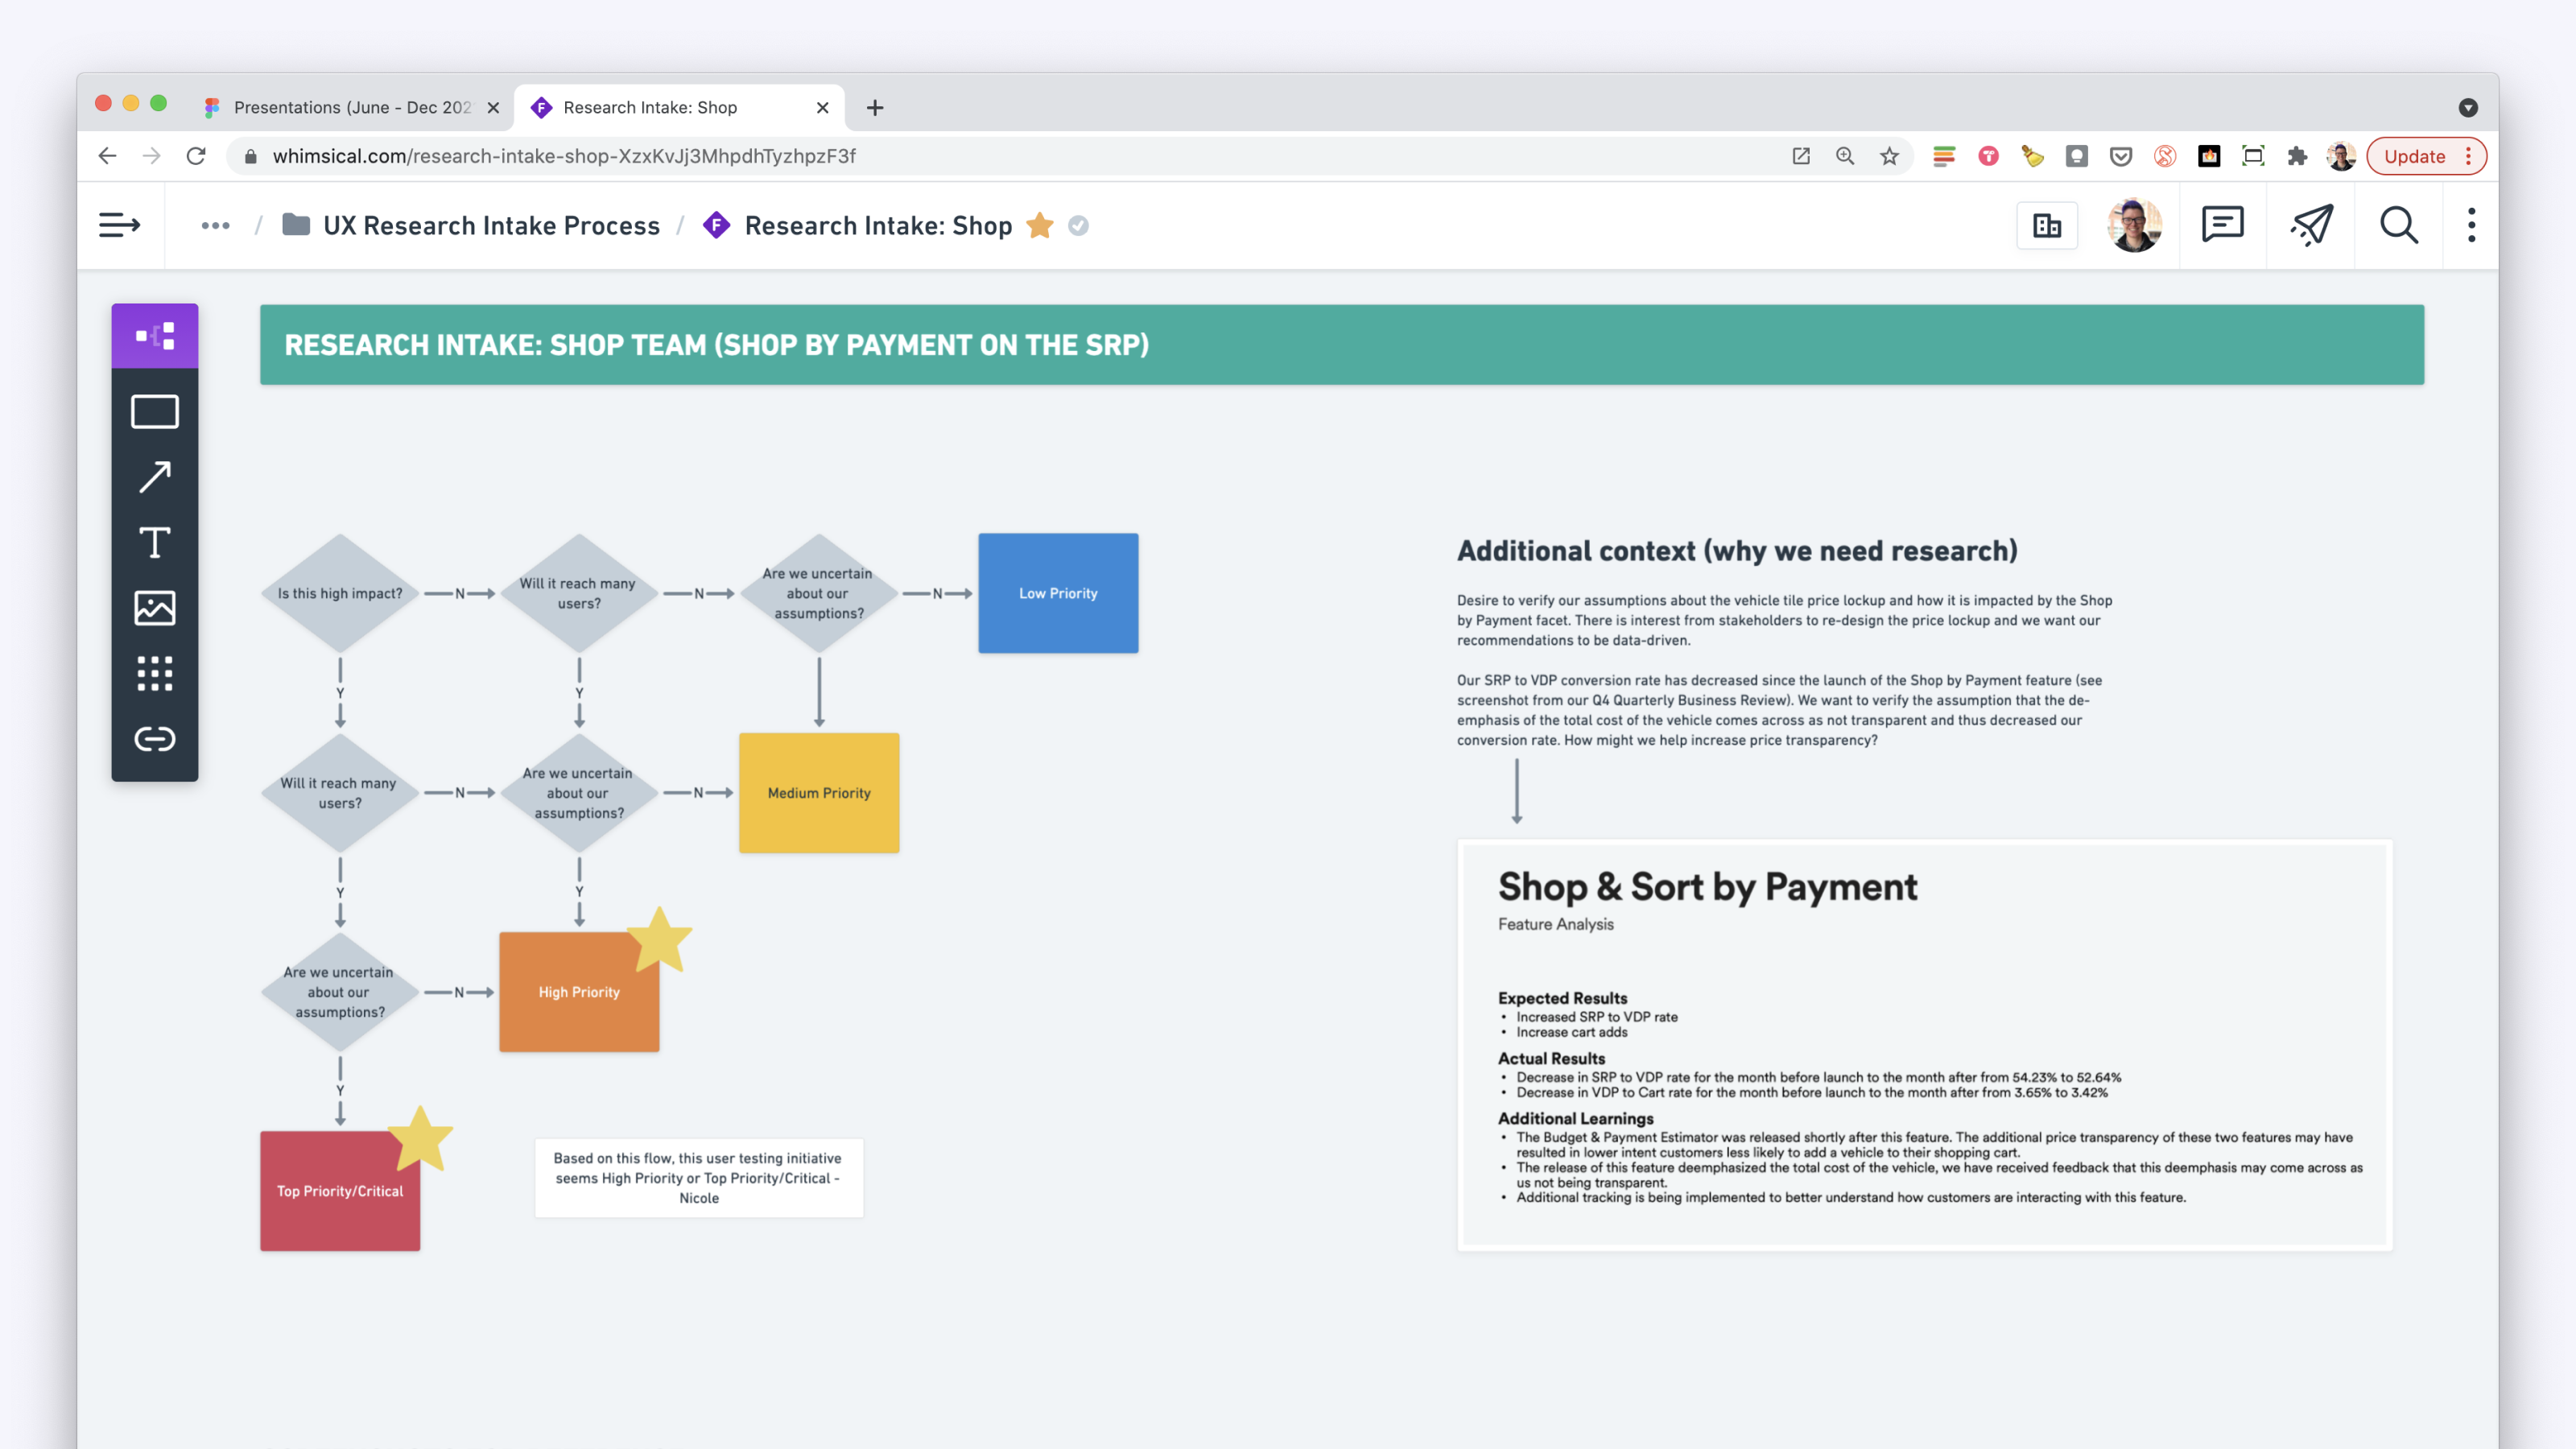 Presentations (June - Dec 202
Research Intake: Shop
whimsical.com/research-intake-shop-XzxKvJj3MhpdhTyzhpzF3f
Update
/ UX Research Intake Process / Research Intake: Shop
RESEARCH INTAKE: SHOP TEAM (SHOP BY PAYMENT ON THE SRP)
Is this high impact?
N
Will it reach many
users?
N
Are we uncertain
about our
assumptions?
N
Low Priority
Y
Y
Will it reach many
users?
N
Are we uncertain
about our
assumptions?
N
Medium Priority
Y
Y
Are we uncertain
about our
assumptions?
N
High Priority
Y
Top Priority/Critical
Based on this flow, this user testing initiative
seems High Priority or Top Priority/Critical -
Nicole
Additional context (why we need research)
Desire to verify our assumptions about the vehicle tile price lockup and how it is impacted by the Shop
by Payment facet. There is interest from stakeholders to re-design the price lockup and we want our
recommendations to be data-driven.
Our SRP to VDP conversion rate has decreased since the launch of the Shop by Payment feature (see
screenshot from our Q4 Quarterly Business Review). We want to verify the assumption that the de-
emphasis of the total cost of the vehicle comes across as not transparent and thus decreased our
conversion rate. How might we help increase price transparency?
Shop & Sort by Payment
Feature Analysis
Expected Results
• Increased SRP to VDP rate
• Increase cart adds
Actual Results
• Decrease in SRP to VDP rate for the month before launch to the month after from 54.23% to 52.64%
• Decrease in VDP to Cart rate for the month before launch to the month after from 3.65% to 3.42%
Additional Learnings
• The Budget & Payment Estimator was released shortly after this feature. The additional price transparency of these two features may have
resulted in lower intent customers less likely to add a vehicle to their shopping cart.
• The release of this feature deemphasized the total cost of the vehicle, we have received feedback that this deemphasis may come across as
us not being transparent.
• Additional tracking is being implemented to better understand how customers are interacting with this feature.